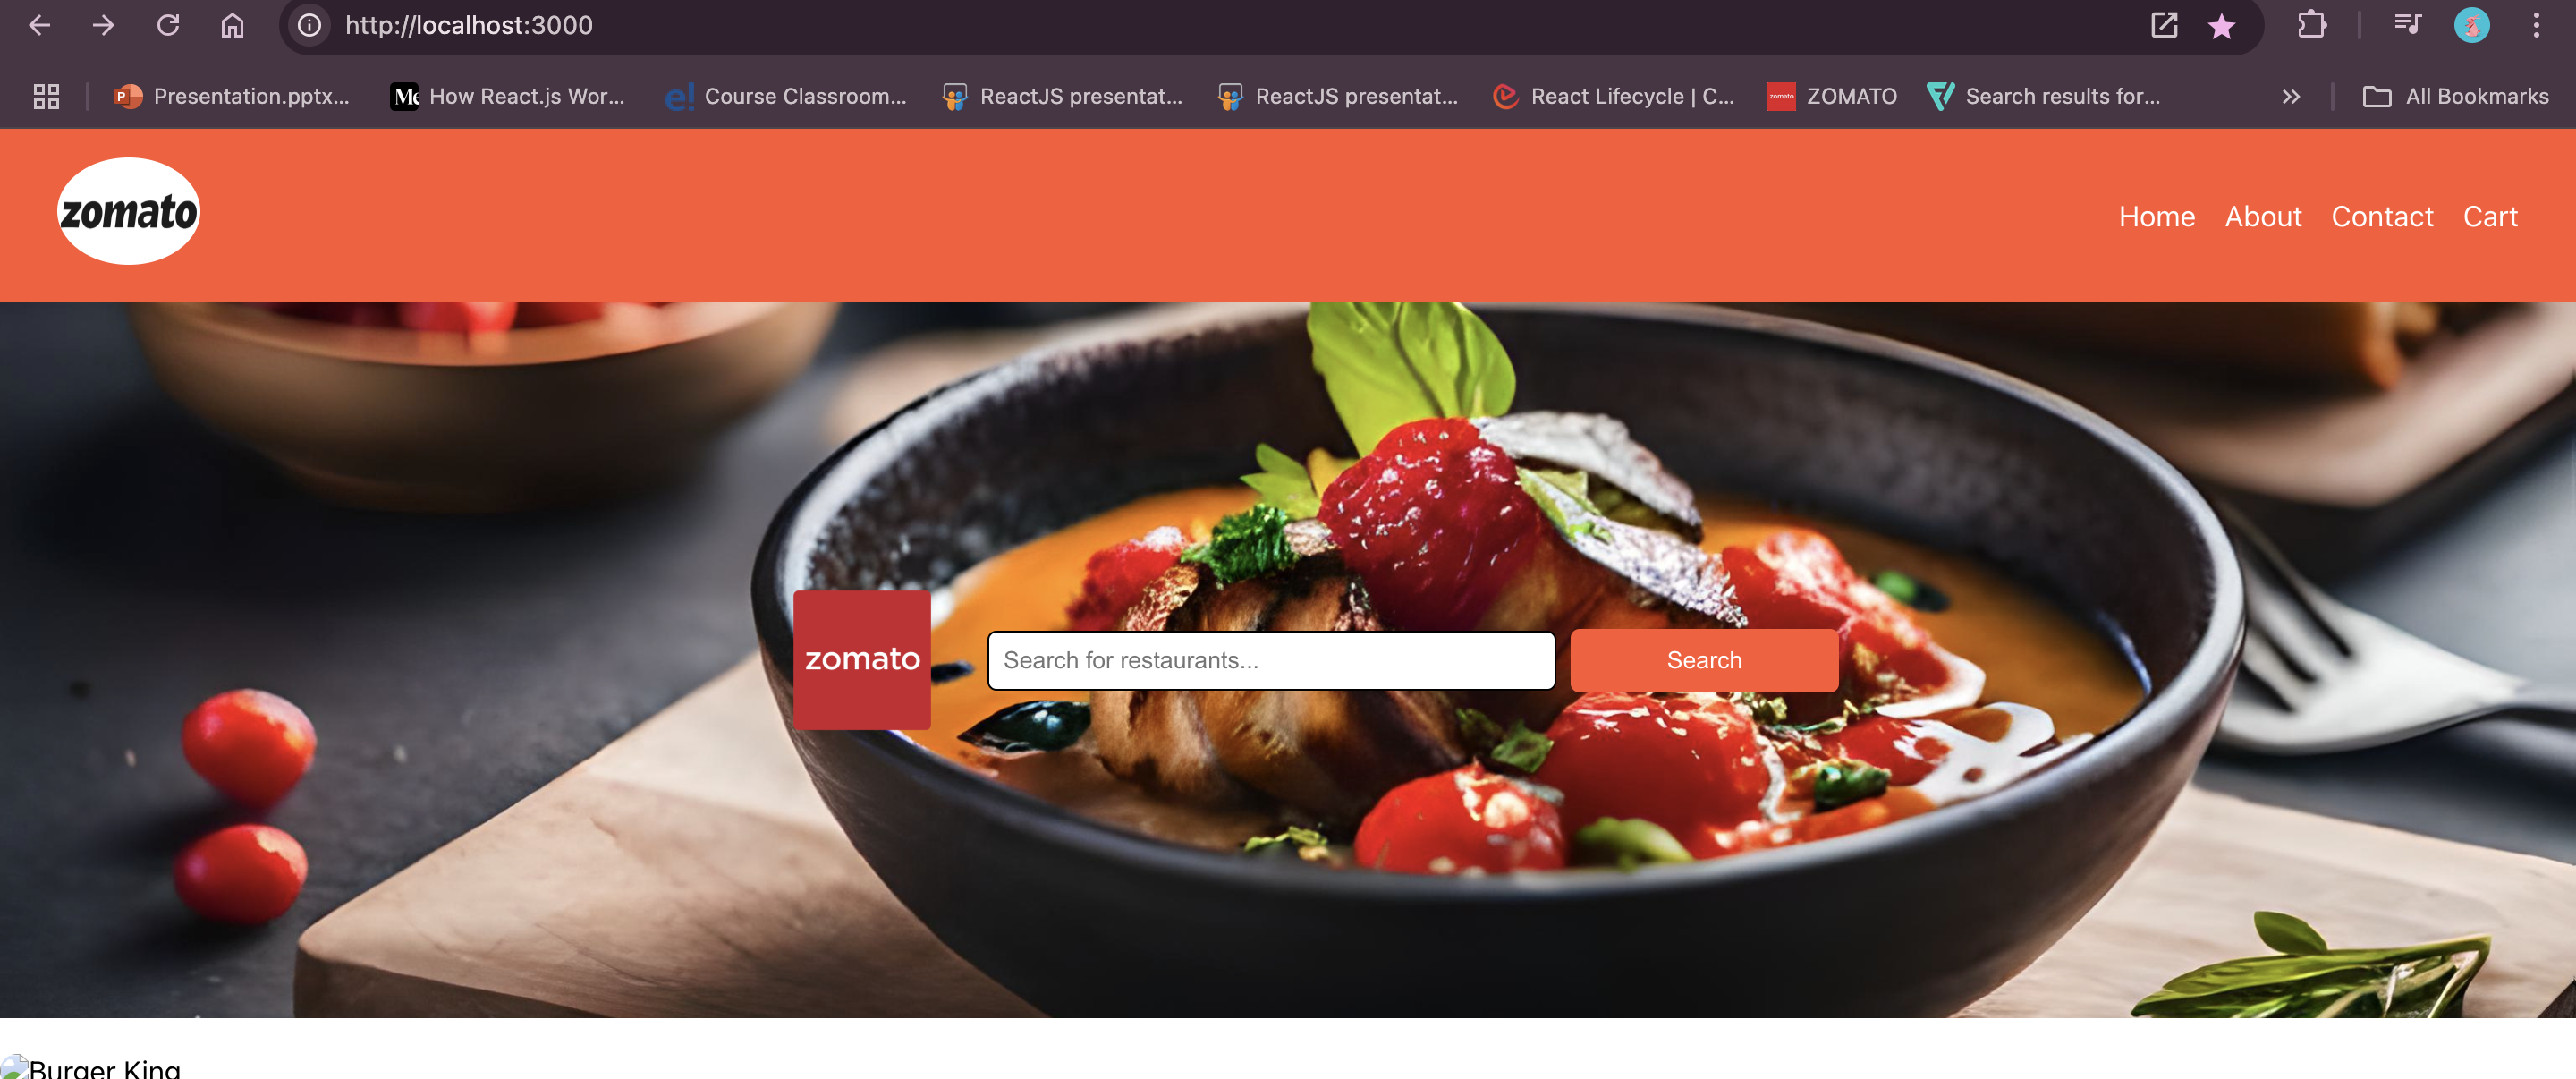 http://localhost:3000
Presentation.pptx... How React.js Wor... Course Classroom... ReactJS presentat... ReactJS presentat... React Lifecycle | C... zomato ZOMATO Search results for... All Bookmarks
zomato
Home About Contact Cart
zomato Search for restaurants... Search
Burger King